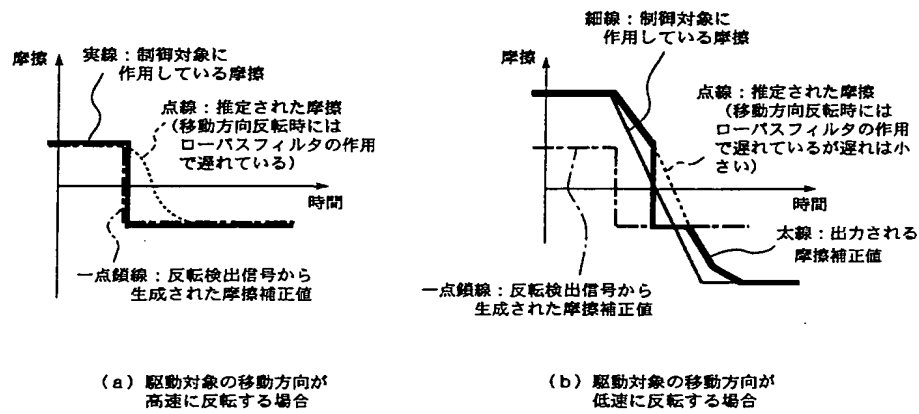 摩擦
実線：制御対象に
作用している摩擦
点線：推定された摩擦
（移動方向反転時には
ローパスフィルタの作用
で遅れている）
時間
一点鎖線：反転検出信号から
生成された摩擦補正値
（a）駆動対象の移動方向が
高速に反転する場合
細線：制御対象に
作用している摩擦
摩擦
点線：推定された摩擦
（移動方向反転時には
ローパスフィルタの作用
で遅れているが遅れは小
さい）
時間
太線：出力される
摩擦補正値
一点鎖線：反転検出信号から
生成された摩擦補正値
（b）駆動対象の移動方向が
低速に反転する場合